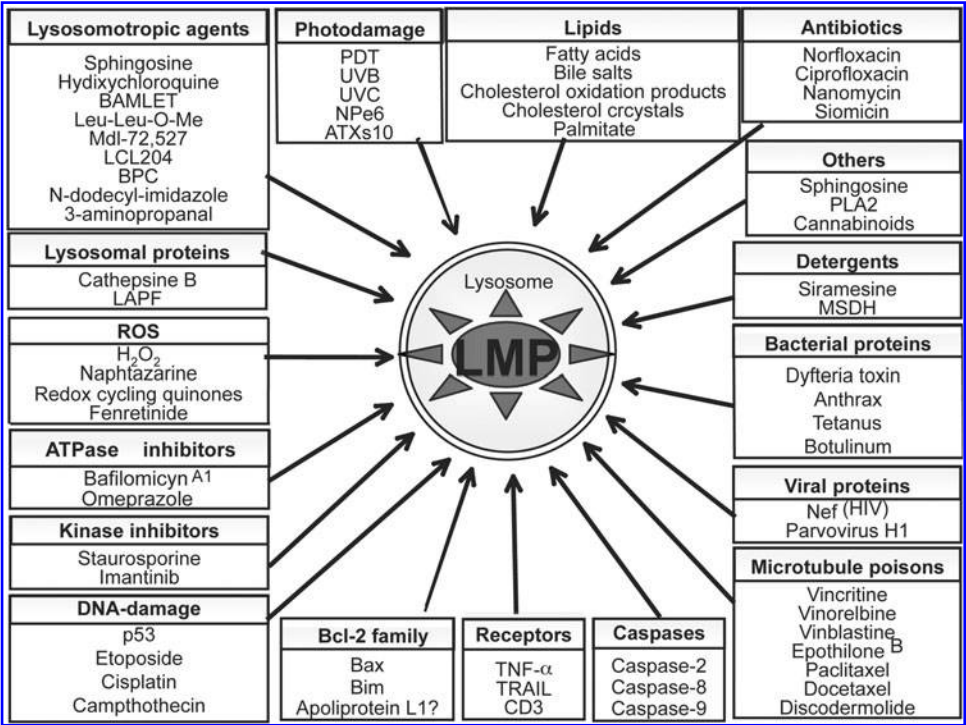 Lysosomotropic agents
Sphingosine
Hydixychloroquine
BAMLET
Leu-Leu-O-Me
Mdl-72,527
LCL204
BPC
N-dodecyl-imidazole
3-aminopropanal
Lysosomal proteins
Cathepsine B
LAPF
ROS
H₂O₂
Naphtazarine
Redox cycling quinones
Fenretinide
ATPase inhibitors
Bafilomicyn A1
Omeprazole
Kinase inhibitors
Staurosporine
Imantinib
DNA-damage
p53
Etoposide
Cisplatin
Campthothecin
Photodamage
PDT
UVB
UVC
NPe6
ATXs10
Lipids
Fatty acids
Bile salts
Cholesterol oxidation products
Cholesterol crcystals
Palmitate
Lysosome
LMP
Bcl-2 family
Bax
Bim
Apoliprotein L1?
Receptors
TNF-α
TRAIL
CD3
Caspases
Caspase-2
Caspase-8
Caspase-9
Antibiotics
Norfloxacin
Ciprofloxacin
Nanomycin
Siomicin
Others
Sphingosine
PLA2
Cannabinoids
Detergents
Siramesine
MSDH
Bacterial proteins
Dyfteria toxin
Anthrax
Tetanus
Botulinum
Viral proteins
Nef (HIV)
Parvovirus H1
Microtubule poisons
Vincritine
Vinorelbine
Vinblastine
Epothilone B
Paclitaxel
Docetaxel
Discodermolide